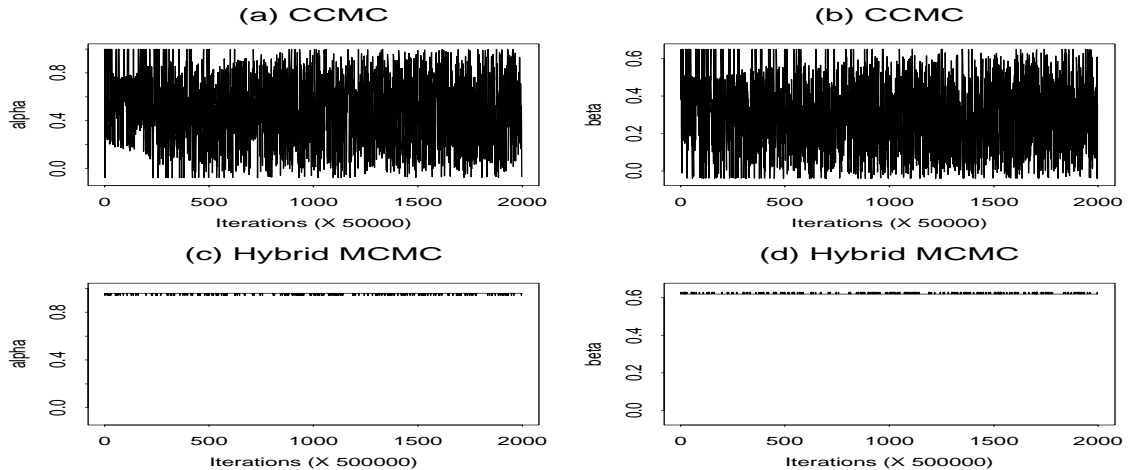 (a) CCMC
alpha
0.8
0.4
0.0
0 500 1000 1500 2000
Iterations (X 50000)
(b) CCMC
beta
0.6
0.4
0.2
0.0
0 500 1000 1500 2000
Iterations (X 50000)
(c) Hybrid MCMC
alpha
0.8
0.4
0.0
0 500 1000 1500 2000
Iterations (X 500000)
(d) Hybrid MCMC
beta
0.6
0.4
0.2
0.0
0 500 1000 1500 2000
Iterations (X 500000)